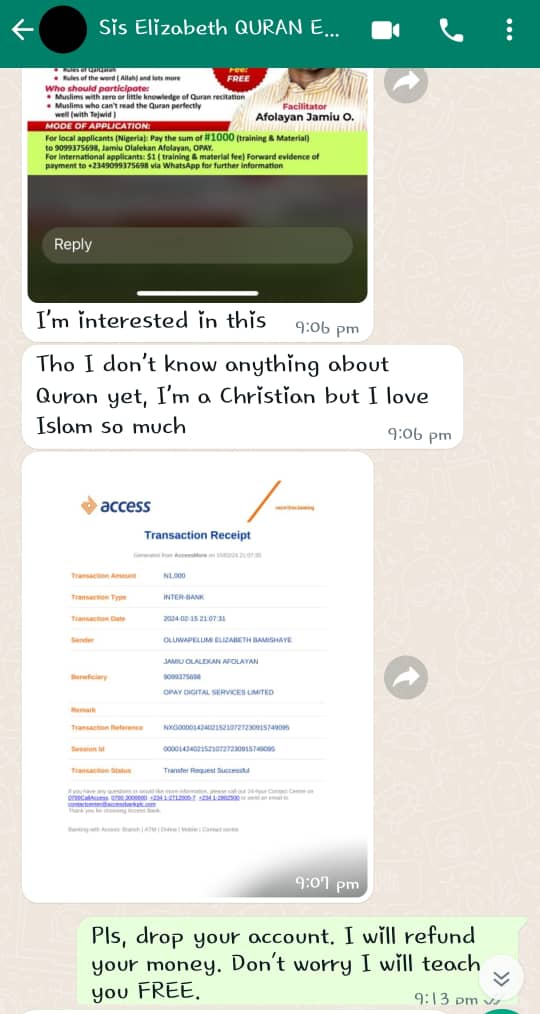 Sis Elizabeth QURAN E...
• Rules of Qalqalah
• Rules of the word (Allah) and lots more
Who should participate:
• Muslims with zero or little knowledge of Quran recitation
• Muslims who can't read the Quran perfectly
well (with Tejwid)
FREE
Facilitator
Afolayan Jamiu O.
MODE OF APPLICATION:
For local applicants (Nigeria): Pay the sum of #1000 (training & Material)
to 9099375698, Jamiu Olalekan Afolayan, OPAY.
For international applicants: $1 ( training & material fee) Forward evidence of
payment to +2349099375698 via WhatsApp for further information
Reply
I'm interested in this
9:06 pm
Tho I don't know anything about
Quran yet, I'm a Christian but I love
Islam so much
9:06 pm
access
Transaction Receipt
Generated from AccessMore on 15/02/24 21:07:35
Transaction Amount N1,000
Transaction Type INTER-BANK
Transaction Date 2024-02-15 21:07:31
Sender OLUWAPELUMI ELIZABETH BAMISHAYE
JAMIU OLALEKAN AFOLAYAN
Beneficiary 9099375698
OPAY DIGITAL SERVICES LIMITED
Remark
Transaction Reference
Session Id
Transaction Status Transfer Request Successful
If you have any questions or would like more information, please call our 24-hour Contact Centre on
0700CallAccess, 0700 3000000, +234 1-2712005-7, +234 1-2802500 or send an email to
contactcenter@accessbankplc.com
Thank you for choosing Access Bank.
Banking with Access: Branch | ATM | Online | Mobile | Contact centre
9:07 pm
Pls, drop your account. I will refund
your money. Don't worry I will teach
you FREE.
9:13 pm